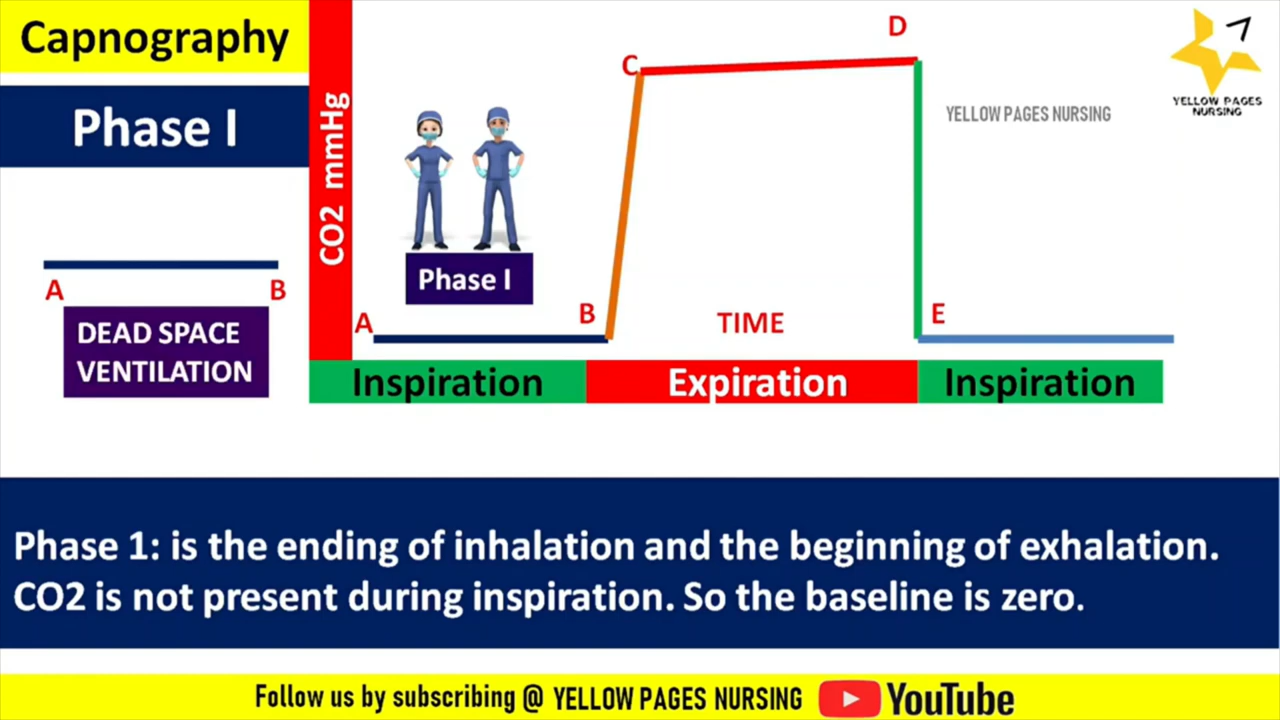 Capnography
Phase I
CO2 mmHg
A
B
DEAD SPACE
VENTILATION
C
D
Phase I
A
B
TIME
E
Inspiration
Expiration
Inspiration
YELLOW PAGES NURSING
YELLOW PAGES
NURSING
Phase 1: is the ending of inhalation and the beginning of exhalation.
CO2 is not present during inspiration. So the baseline is zero.
Follow us by subscribing @ YELLOW PAGES NURSING YouTube